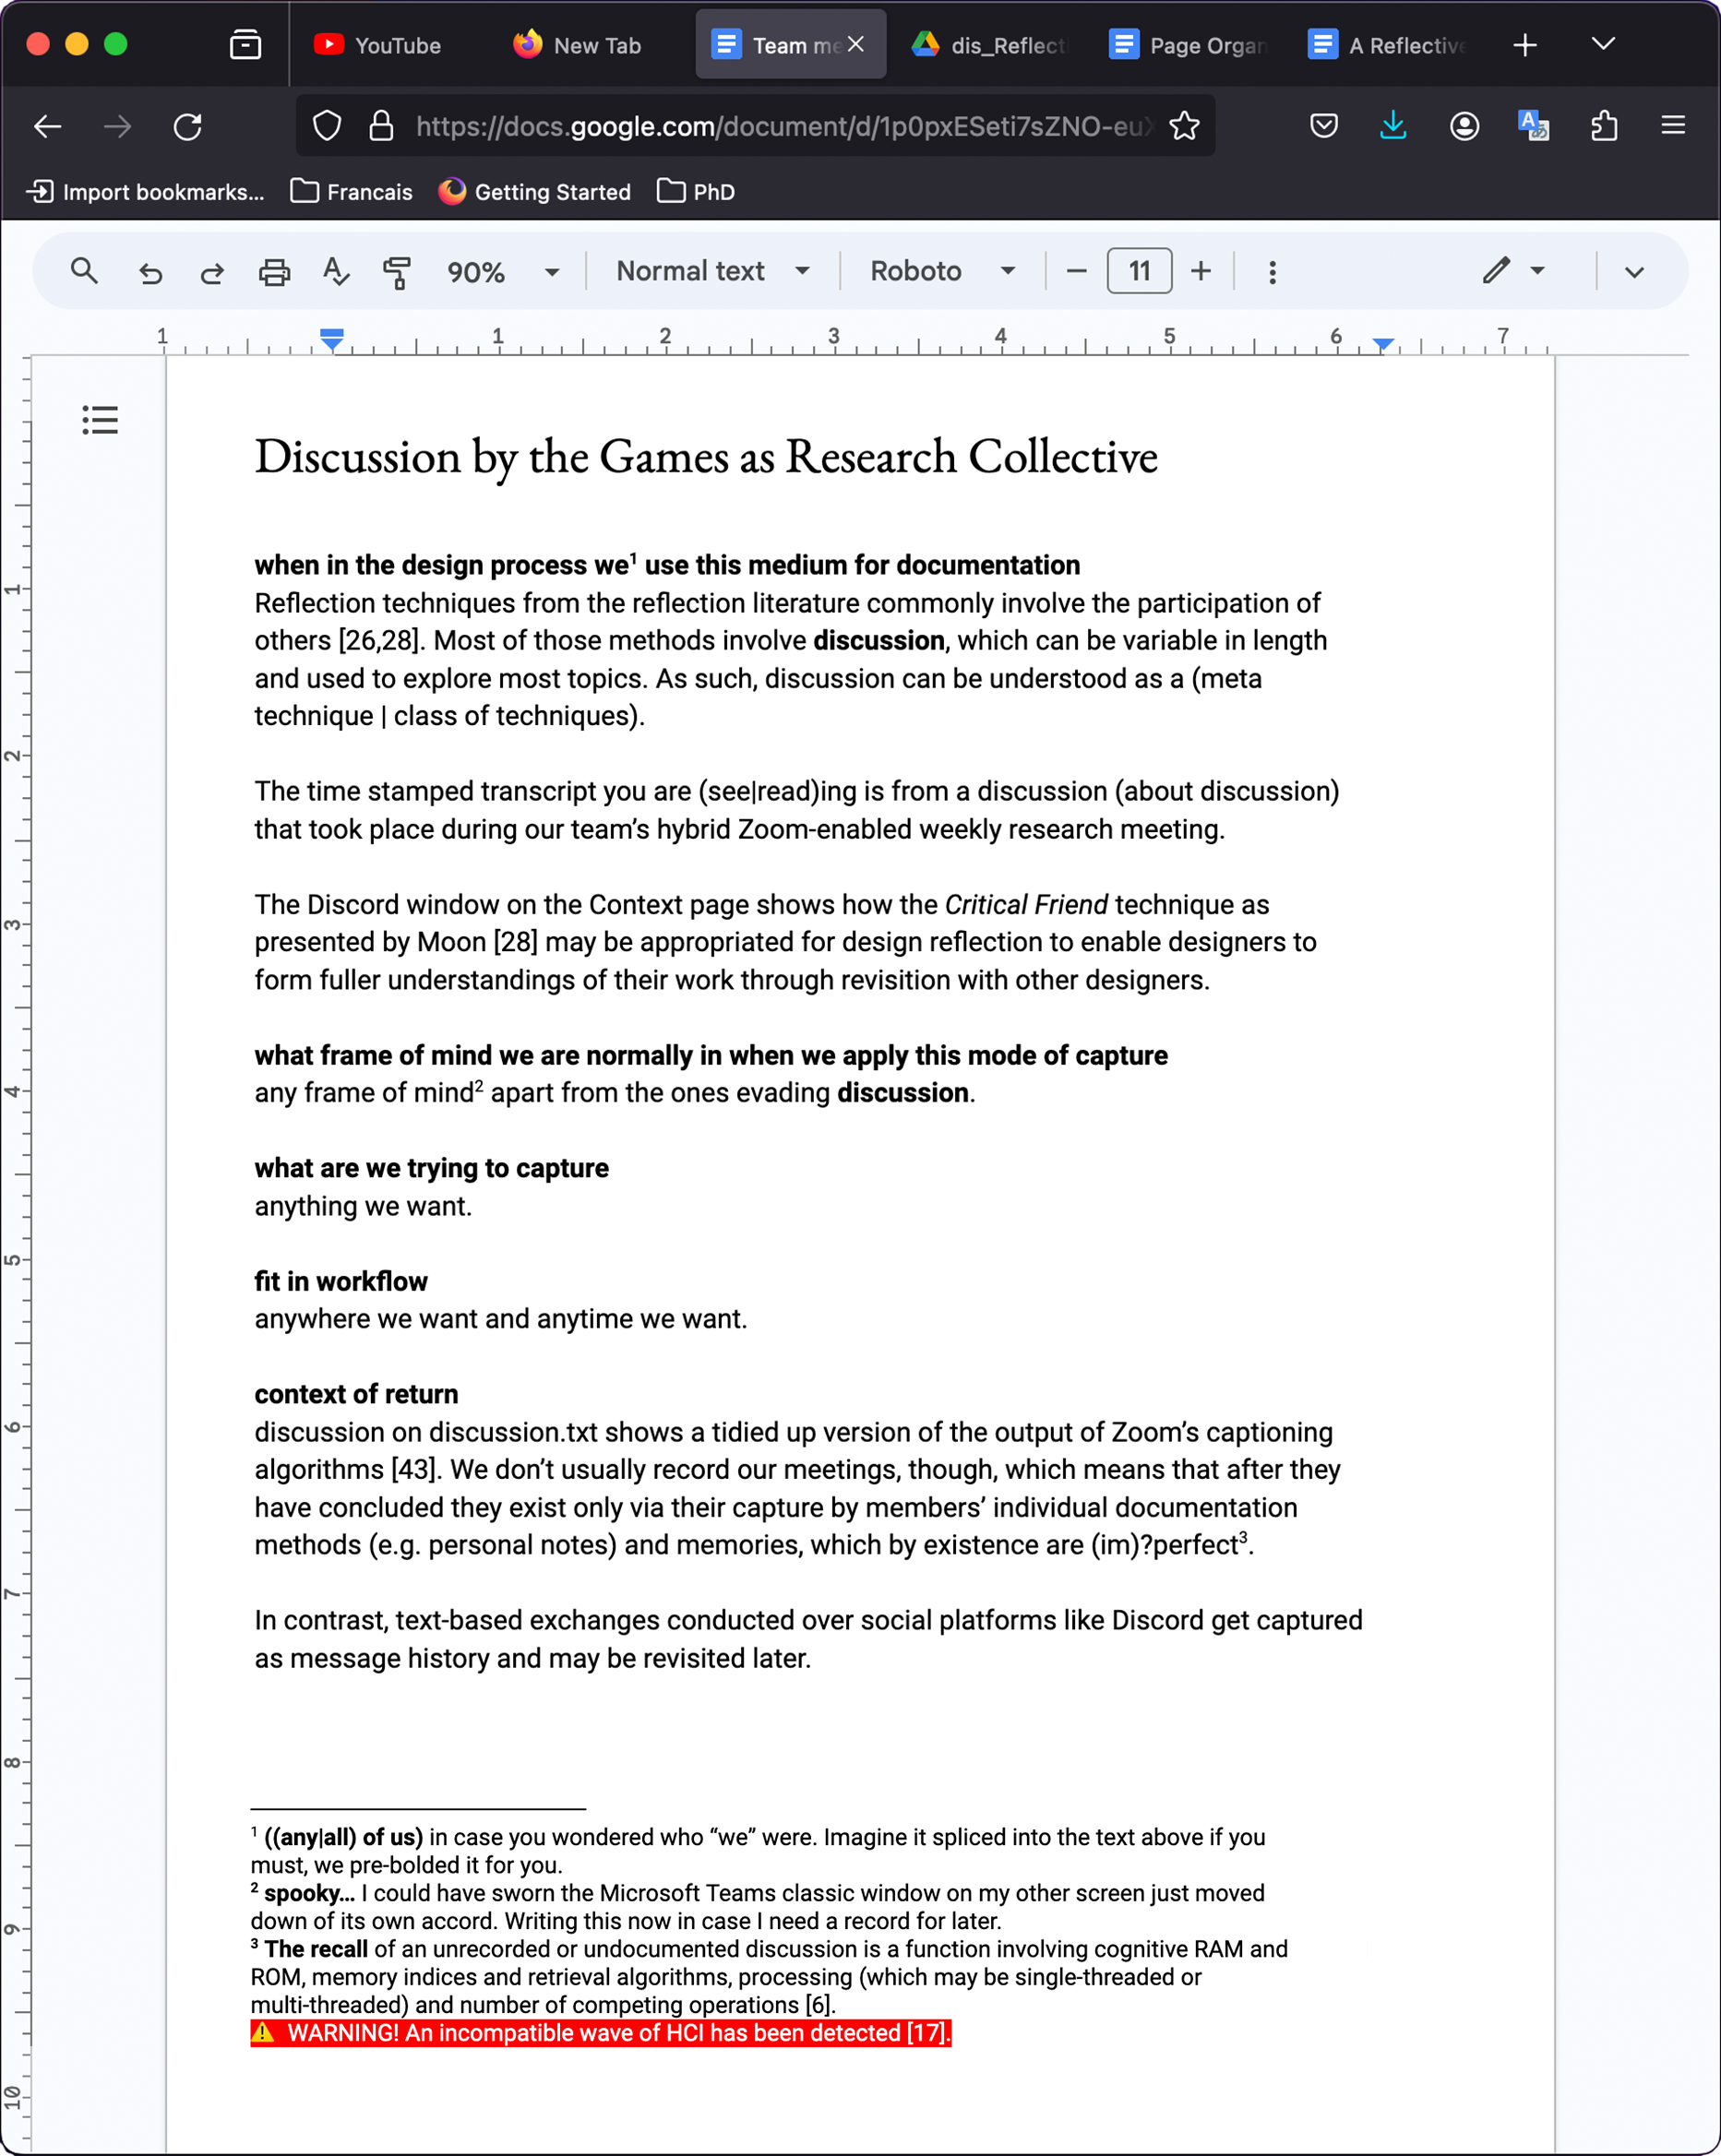 YouTube
New Tab
Team me
dis_Reflect
Page Organ
A Reflective
https://docs.google.com/document/d/1p0pxESeti7sZNO-euX
Import bookmarks...
Francais
Getting Started
PhD
90%
Normal text
Roboto
11
1 1 2 3 4 5 6 7
Discussion by the Games as Research Collective
when in the design process we¹ use this medium for documentation
Reflection techniques from the reflection literature commonly involve the participation of
others [26,28]. Most of those methods involve discussion, which can be variable in length
and used to explore most topics. As such, discussion can be understood as a (meta
technique | class of techniques).
The time stamped transcript you are (see|read)ing is from a discussion (about discussion)
that took place during our team’s hybrid Zoom-enabled weekly research meeting.
The Discord window on the Context page shows how the Critical Friend technique as
presented by Moon [28] may be appropriated for design reflection to enable designers to
form fuller understandings of their work through revisition with other designers.
what frame of mind we are normally in when we apply this mode of capture
any frame of mind² apart from the ones evading discussion.
what are we trying to capture
anything we want.
fit in workflow
anywhere we want and anytime we want.
context of return
discussion on discussion.txt shows a tidied up version of the output of Zoom’s captioning
algorithms [43]. We don’t usually record our meetings, though, which means that after they
have concluded they exist only via their capture by members’ individual documentation
methods (e.g. personal notes) and memories, which by existence are (im)?perfect³.
In contrast, text-based exchanges conducted over social platforms like Discord get captured
as message history and may be revisited later.
¹ ((any|all) of us) in case you wondered who “we” were. Imagine it spliced into the text above if you
must, we pre-bolded it for you.
² spooky... I could have sworn the Microsoft Teams classic window on my other screen just moved
down of its own accord. Writing this now in case I need a record for later.
³ The recall of an unrecorded or undocumented discussion is a function involving cognitive RAM and
ROM, memory indices and retrieval algorithms, processing (which may be single-threaded or
multi-threaded) and number of competing operations [6].
⚠ WARNING! An incompatible wave of HCI has been detected [17].
1
2
3
4
5
6
7
8
9
10